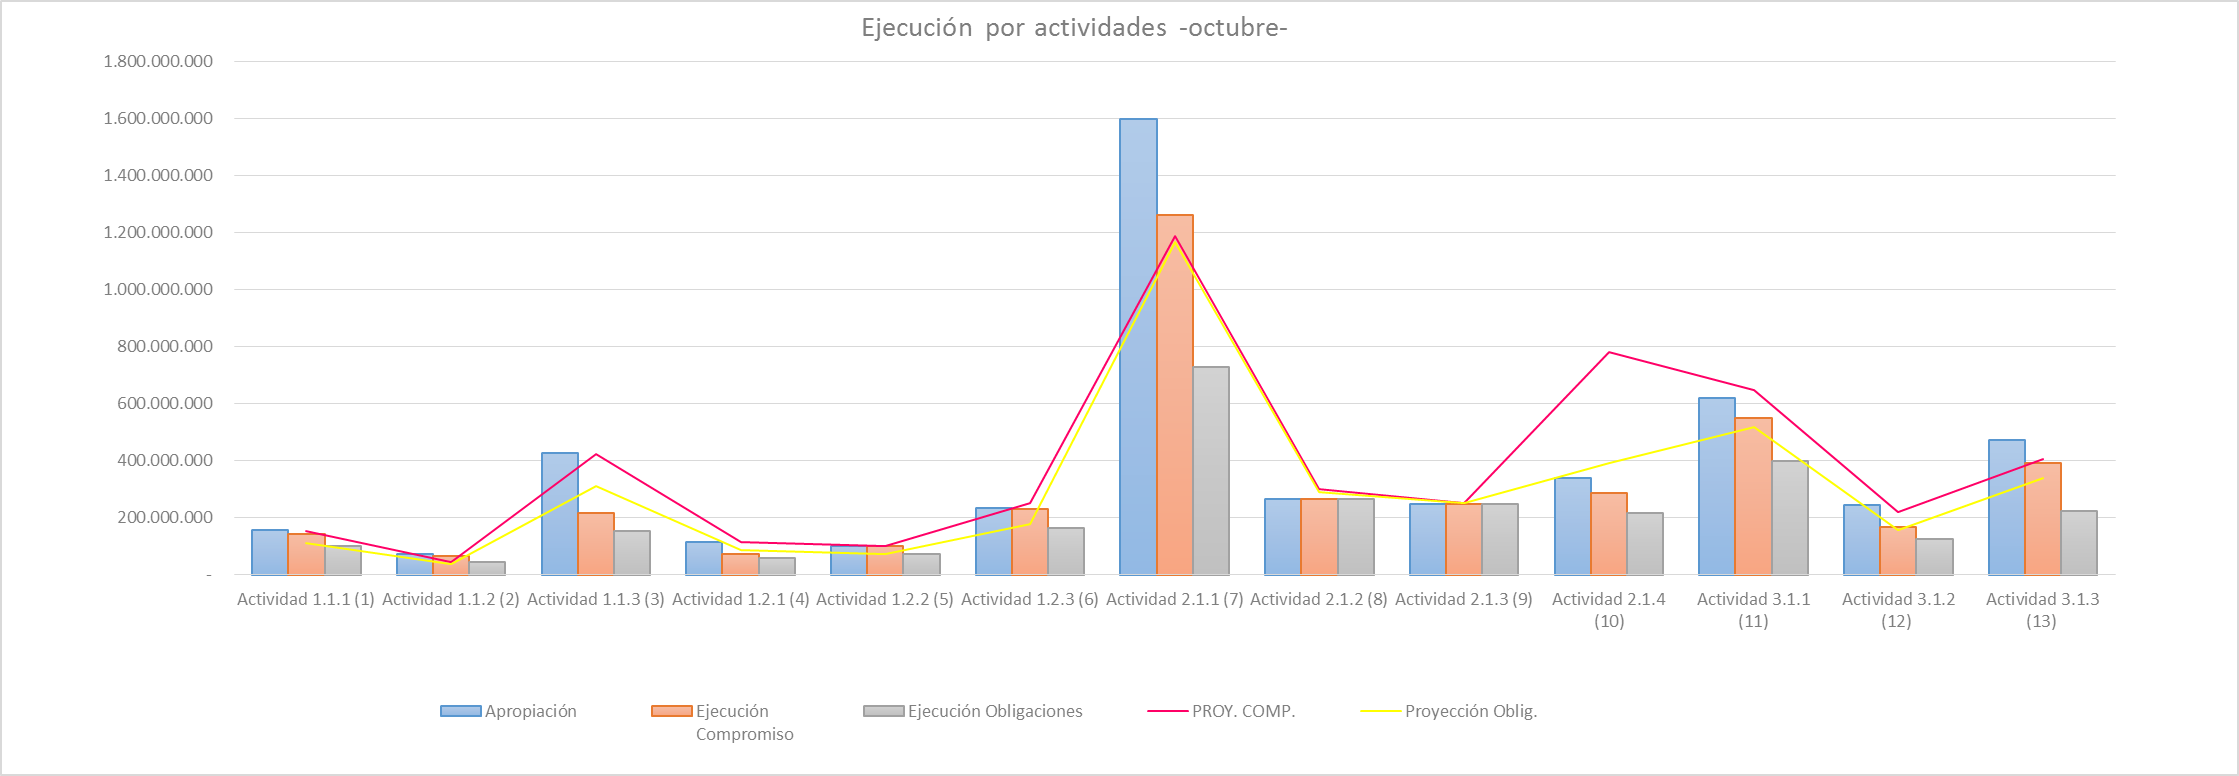 Ejecución por actividades -octubre-
1.800.000.000
1.600.000.000
1.400.000.000
1.200.000.000
1.000.000.000
800.000.000
600.000.000
400.000.000
200.000.000
-
Actividad 1.1.1 (1) Actividad 1.1.2 (2) Actividad 1.1.3 (3) Actividad 1.2.1 (4) Actividad 1.2.2 (5) Actividad 1.2.3 (6) Actividad 2.1.1 (7) Actividad 2.1.2 (8) Actividad 2.1.3 (9) Actividad 2.1.4 Actividad 3.1.1 Actividad 3.1.2 Actividad 3.1.3
(10) (11) (12) (13)
Apropiación Ejecución Ejecución Obligaciones PROY. COMP. Proyección Oblig.
Compromiso